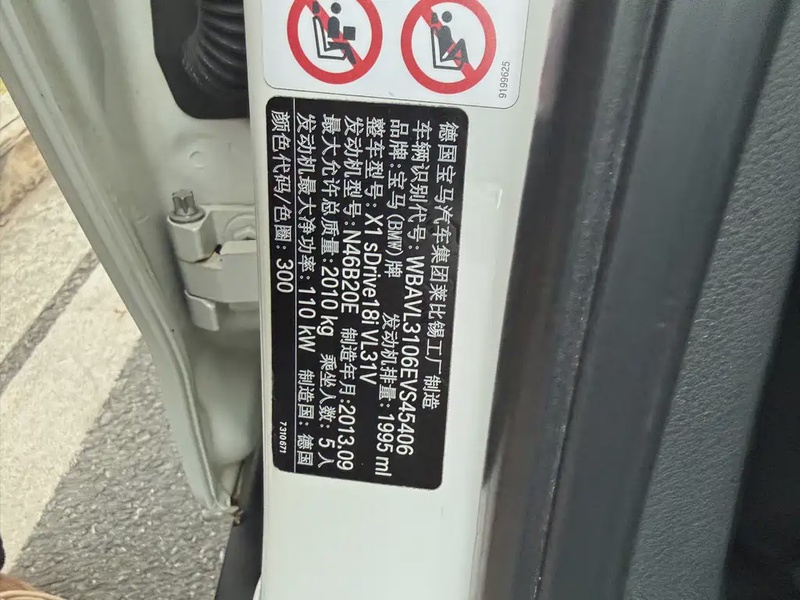 9199625
德国宝马汽车集团莱比锡工厂制造
车辆识别代号: WBAVL3106EVS45406
品牌:宝马(BMW)牌 发动机排量: 1995 ml
整车型号: X1 sDrive18i VL31V
发动机型号: N46B20E 制造年月: 2013.09
最大允许总质量:2010 kg 乘坐人数: 5 人
发动机最大净功率: 110 kW 制造国: 德国
颜色代码/色圈: 300
7310671